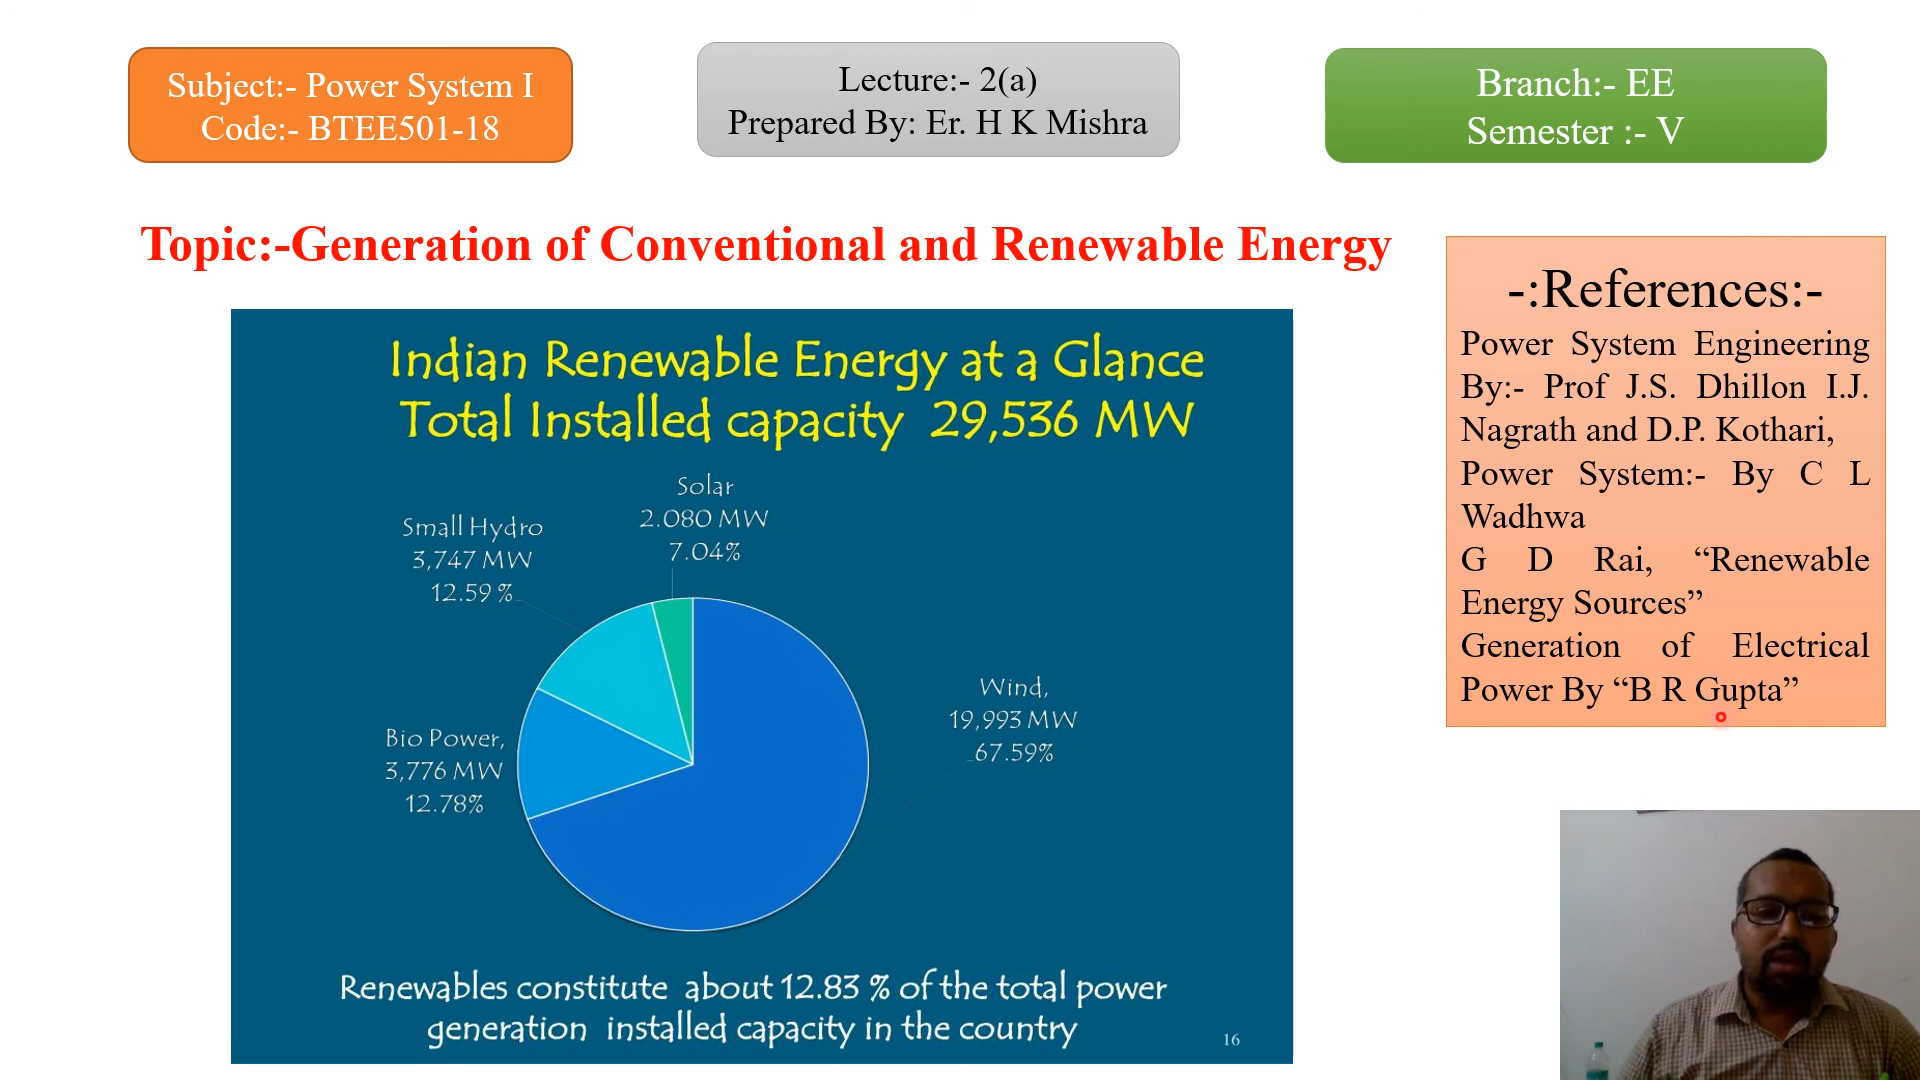 Subject:- Power System I
Code:- BTEE501-18
Lecture:- 2(a)
Prepared By: Er. H K Mishra
Branch:- EE
Semester :- V
Topic:-Generation of Conventional and Renewable Energy
Indian Renewable Energy at a Glance
Total Installed capacity 29,536 MW
Solar
2.080 MW
7.04%
Small Hydro
3,747 MW
12.59 %
Wind,
19,993 MW
67.59%
Bio Power,
3,776 MW
12.78%
Renewables constitute about 12.83 % of the total power
generation installed capacity in the country
16
-:References:-
Power System Engineering
By:- Prof J.S. Dhillon I.J.
Nagrath and D.P. Kothari,
Power System:- By C L
Wadhwa
G D Rai, “Renewable
Energy Sources”
Generation of Electrical
Power By “B R Gupta”